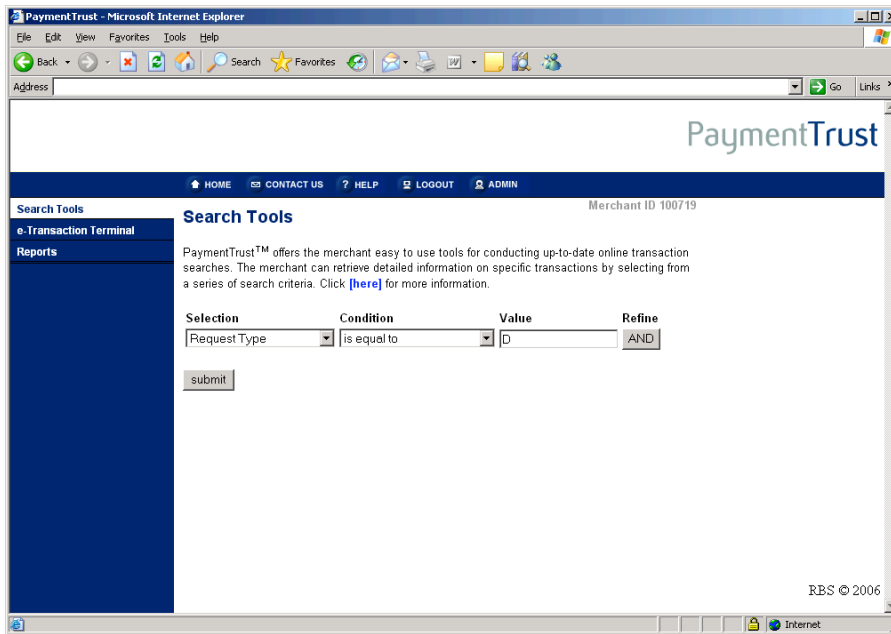 PaymentTrust - Microsoft Internet Explorer
File Edit View Favorites Tools Help
Back Search Favorites W
Address Go Links
PaymentTrust
HOME CONTACT US ? HELP LOGOUT ADMIN
Merchant ID 100719
Search Tools
e-Transaction Terminal
Reports
Search Tools
PaymentTrust™ offers the merchant easy to use tools for conducting up-to-date online transaction
searches. The merchant can retrieve detailed information on specific transactions by selecting from
a series of search criteria. Click [here] for more information.
Selection Condition Value Refine
Request Type is equal to D AND
submit
RBS © 2006
Internet